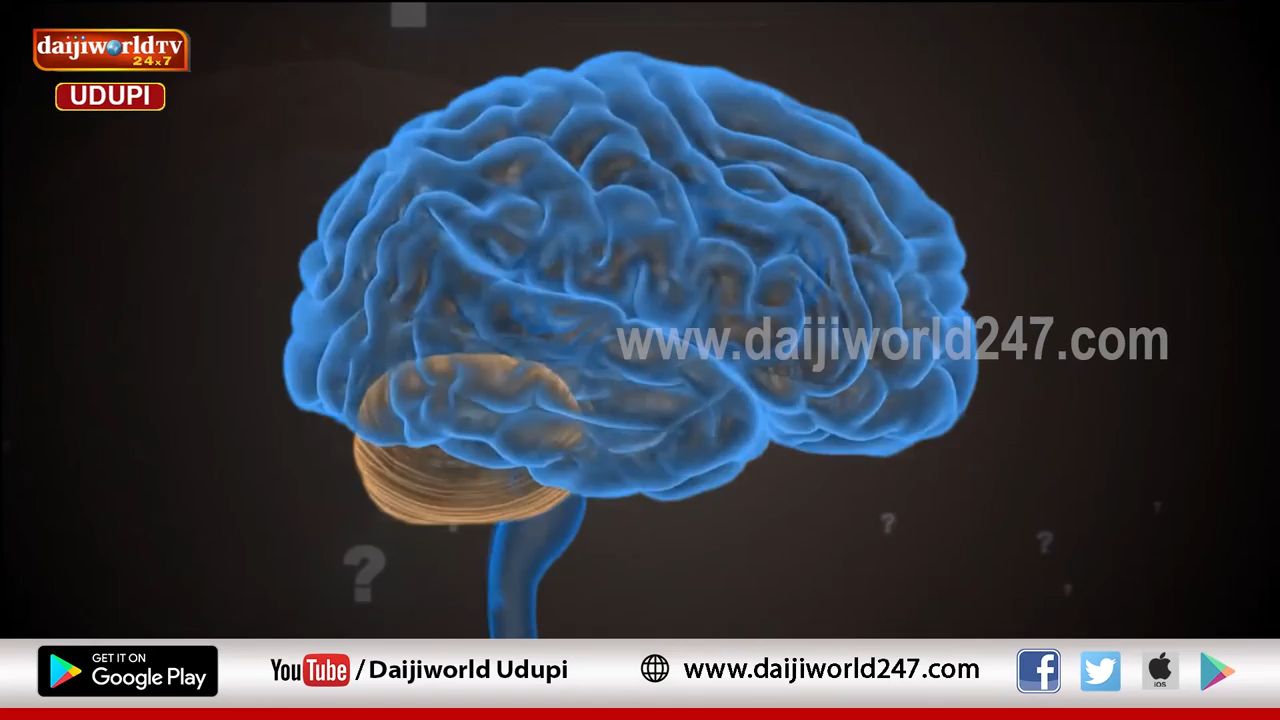 daijiworldTV
24x7
UDUPI
www.daijiworld247.com
?
?
?
?
?
GET IT ON
Google Play
YouTube /Daijiworld Udupi
www.daijiworld247.com
f
iOS